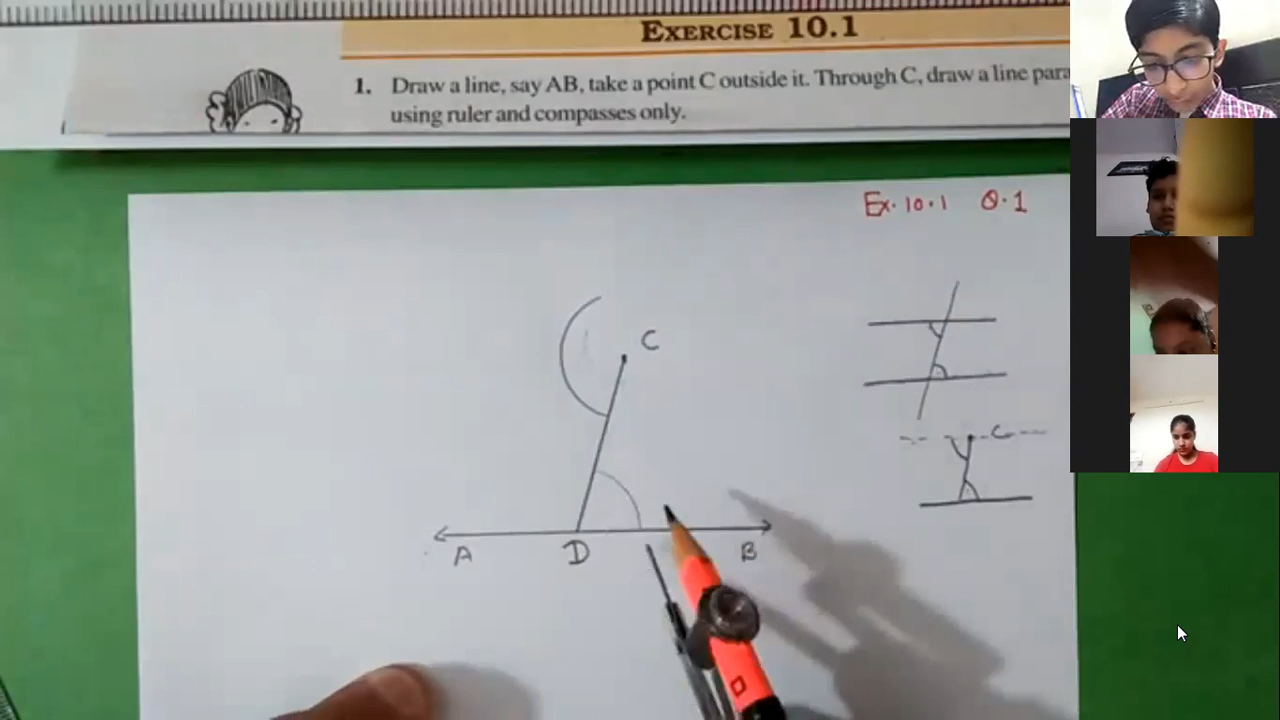 EXERCISE 10.1
1. Draw a line, say AB, take a point C outside it. Through C, draw a line
using ruler and compasses only.
Ex. 10.1 Q.1
C
C
A D B